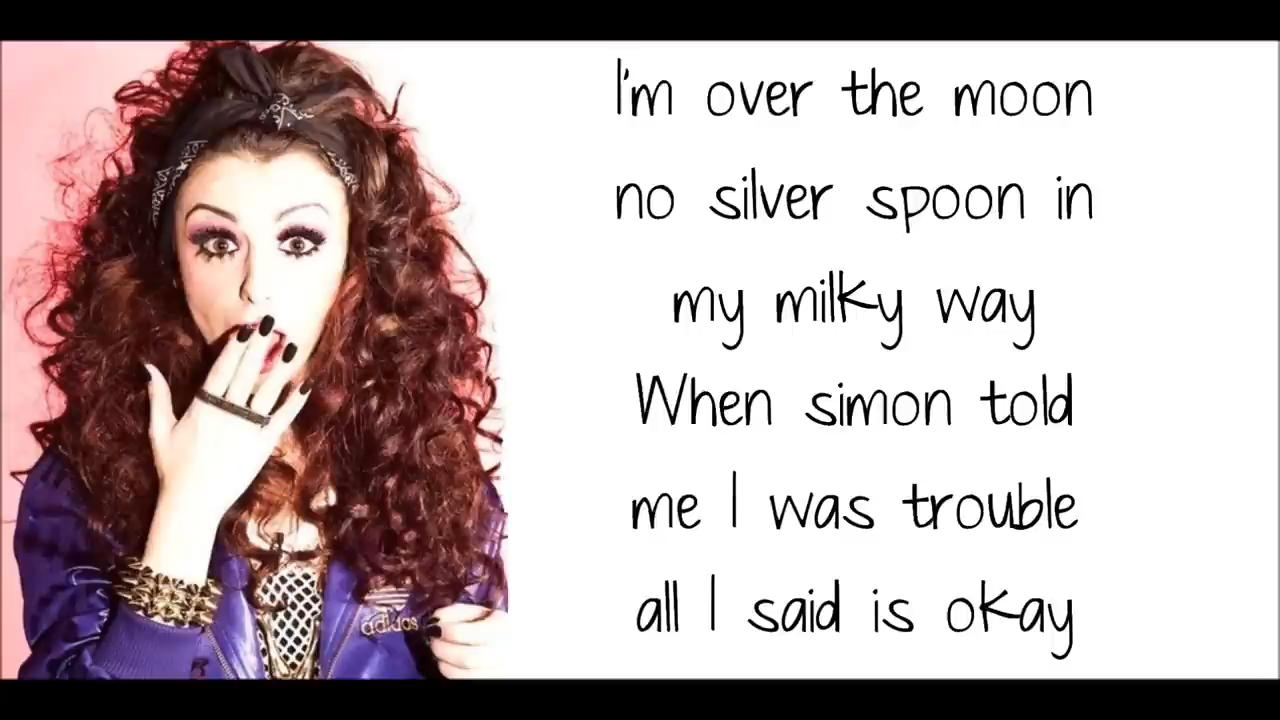 I'm over the moon
no silver spoon in
my milky way
When simon told
me I was trouble
all I said is okay
adidas